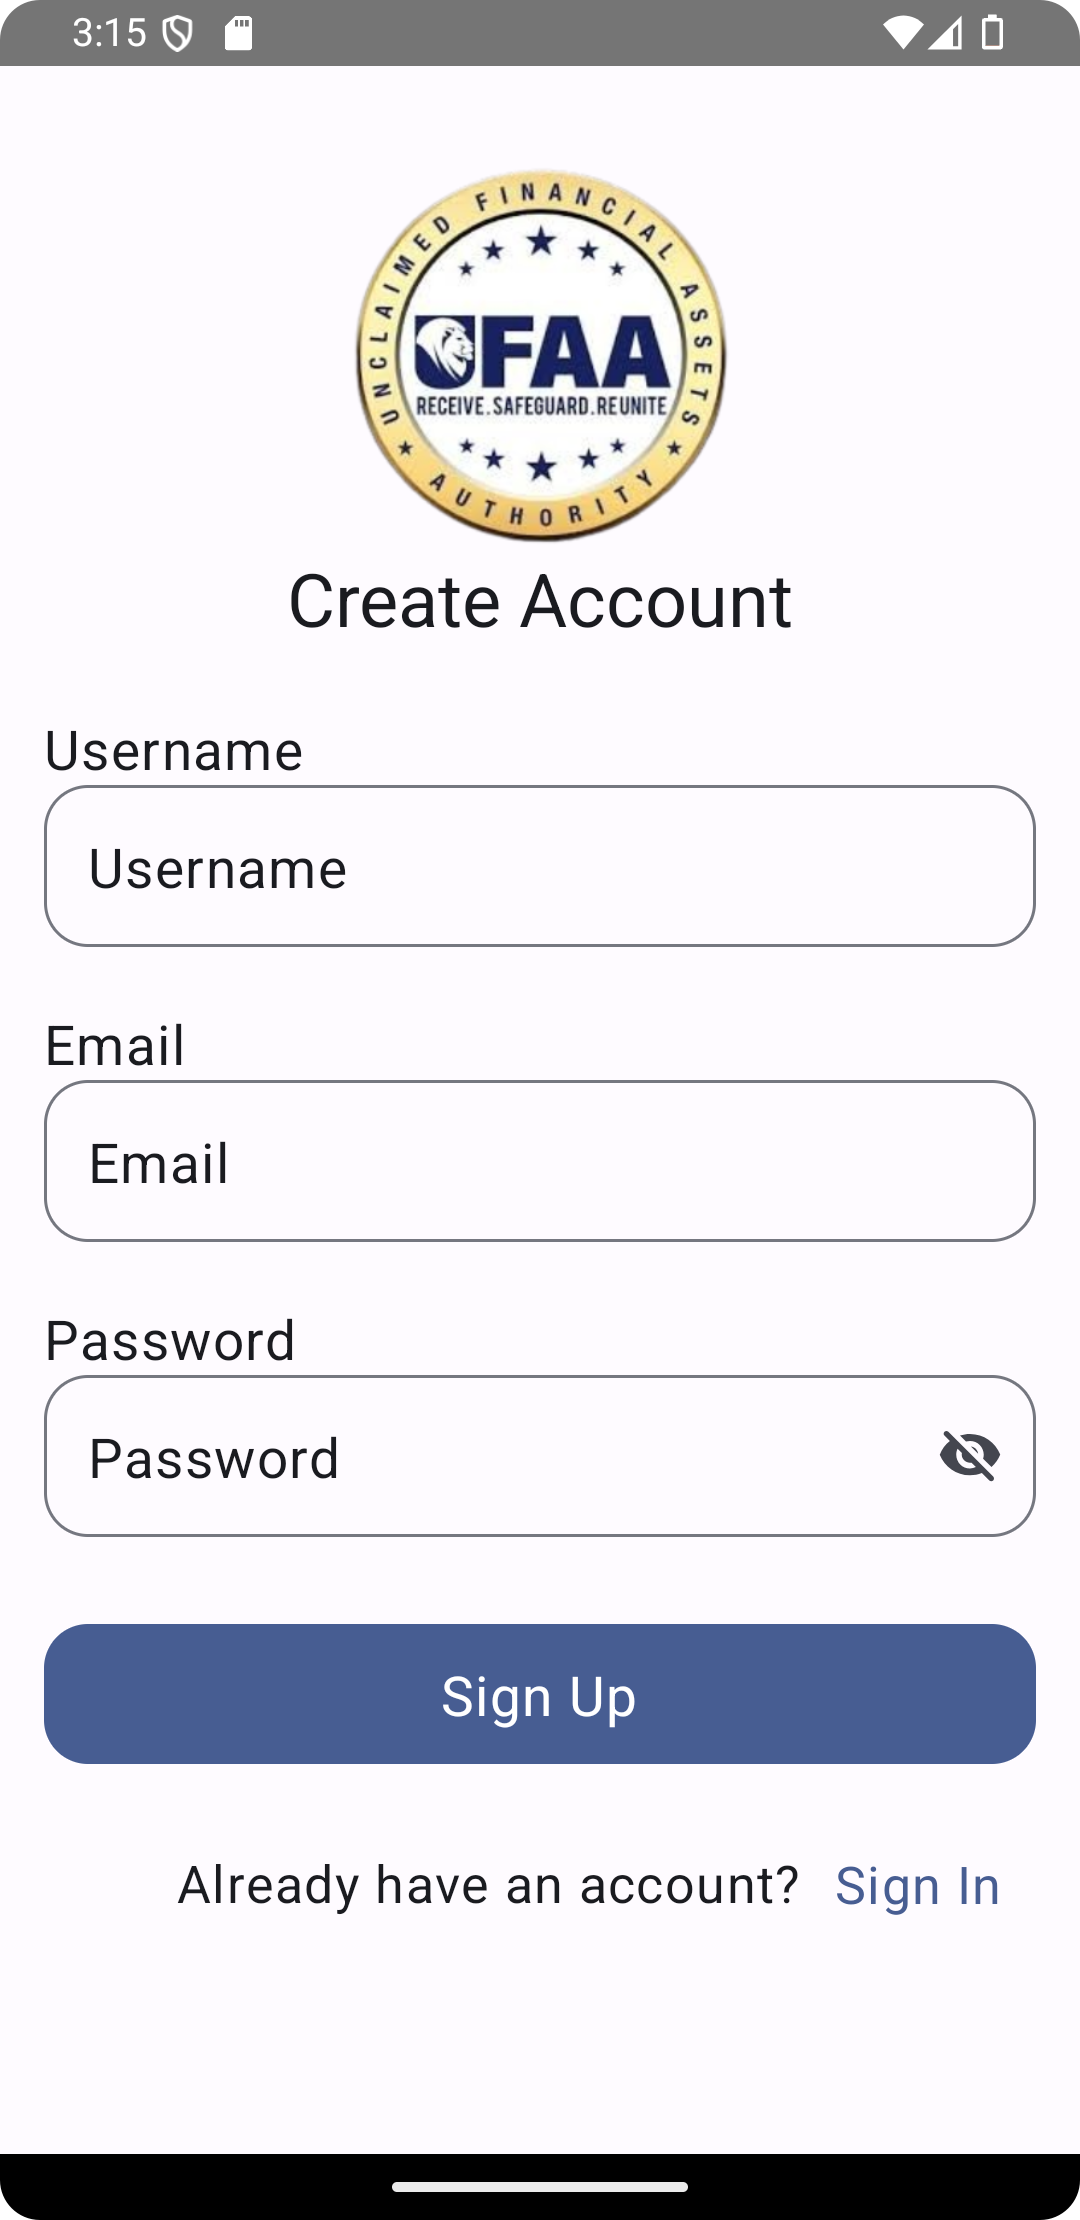 3:15
UNCLAIMED FINANCIAL ASSETS
UFAA
RECEIVE.SAFEGUARD.REUNITE
AUTHORITY
Create Account
Username
Username
Email
Email
Password
Password
Sign Up
Already have an account? Sign In